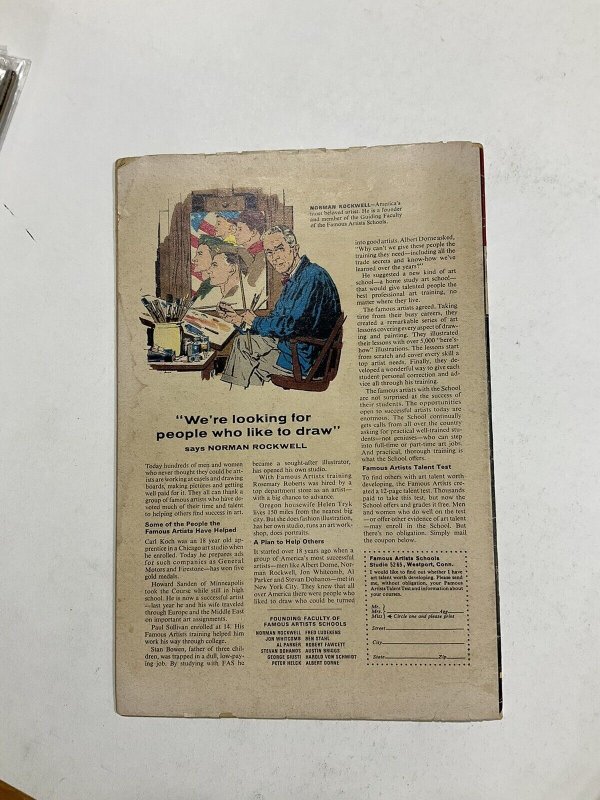 NORMAN ROCKWELL—America's
most beloved artist. He is a founder
and member of the Guiding Faculty
of the Famous Artists Schools.
"We're looking for
people who like to draw"
says NORMAN ROCKWELL
Today hundreds of men and women
who never thought they could be art-
ists are working at easels and drawing
boards, making pictures and getting
well paid for it. They all can thank a
group of famous artists who have de-
voted much of their time and talent
to helping others find success in art.
Some of the People the
Famous Artists Have Helped
Carl Koch was an 18 year old ap-
prentice in a Chicago art studio when
he enrolled. Today he prepares ads
for such companies as General
Motors and Firestone—has won five
gold medals.
Howard Sanden of Minneapolis
took the Course while still in high
school. He is now a successful artist
—last year he and his wife traveled
through Europe and the Middle East
on important art assignments.
Paul Sullivan enrolled at 14. His
Famous Artists training helped him
work his way through college.
Stan Bowen, father of three chil-
dren, was trapped in a dull, low-pay-
ing job. By studying with FAS he
became a sought-after illustrator,
has opened his own studio.
With Famous Artists training
Rosemary Roberts was hired by a
top department store as an artist—
with a big chance to advance.
Oregon housewife Helen Tryk
lives 150 miles from the nearest big
city. But she does fashion illustration,
has her own studio, runs an art work-
shop, does portraits.
A Plan to Help Others
It started over 18 years ago when a
group of America's most successful
artists—men like Albert Dorne, Nor-
man Rockwell, Jon Whitcomb, Al
Parker and Stevan Dohanos—met in
New York City. They knew that all
over America there were people who
liked to draw who could be turned
into good artists. Albert Dorne asked,
"Why can't we give these people the
training they need—including all the
trade secrets and know-how we've
learned over the years?"
He suggested a new kind of art
school—a home study art school—
that would give talented people the
best professional art training, no
matter where they live.
The famous artists agreed. Taking
time from their busy careers, they
created a remarkable series of art
lessons covering every aspect of draw-
ing and painting. They illustrated
their lessons with over 5,000 "here's-
how" illustrations. The lessons start
from scratch and cover every skill a
top artist needs. Finally, they de-
veloped a wonderful way to give each
student personal correction and ad-
vice all through his training.
The famous artists with the School
are not surprised at the success of
their students. The opportunities
open to successful artists today are
enormous. The School continually
gets calls from all over the country
asking for practical well-trained stu-
dents—not geniuses—who can step
into full-time or part-time art jobs.
And practical, thorough training is
what the School offers.
Famous Artists Talent Test
To find others with art talent worth
developing, the Famous Artists cre-
ated a 12-page talent test. Thousands
paid to take this test, but now the
School offers and grades it free. Men
and women who do well on the test
—or offer other evidence of art talent
—may enroll in the School. But
there's no obligation. Simply mail
the coupon below.
FOUNDING FACULTY OF
FAMOUS ARTISTS SCHOOLS
NORMAN ROCKWELL FRED LUDEKENS
JON WHITCOMB BEN STAHL
AL PARKER ROBERT FAWCETT
STEVAN DOHANOS AUSTIN BRIGGS
GEORGE GIUSTI HAROLD VON SCHMIDT
PETER HELCK ALBERT DORNE
Famous Artists Schools
Studio 5285, Westport, Conn.
I would like to find out whether I have
art talent worth developing. Please send
me, without obligation, your Famous
Artists Talent Test and information about
your courses.
Mr.
Mrs. Age
Miss Circle one and please print
Street
City
State Zip